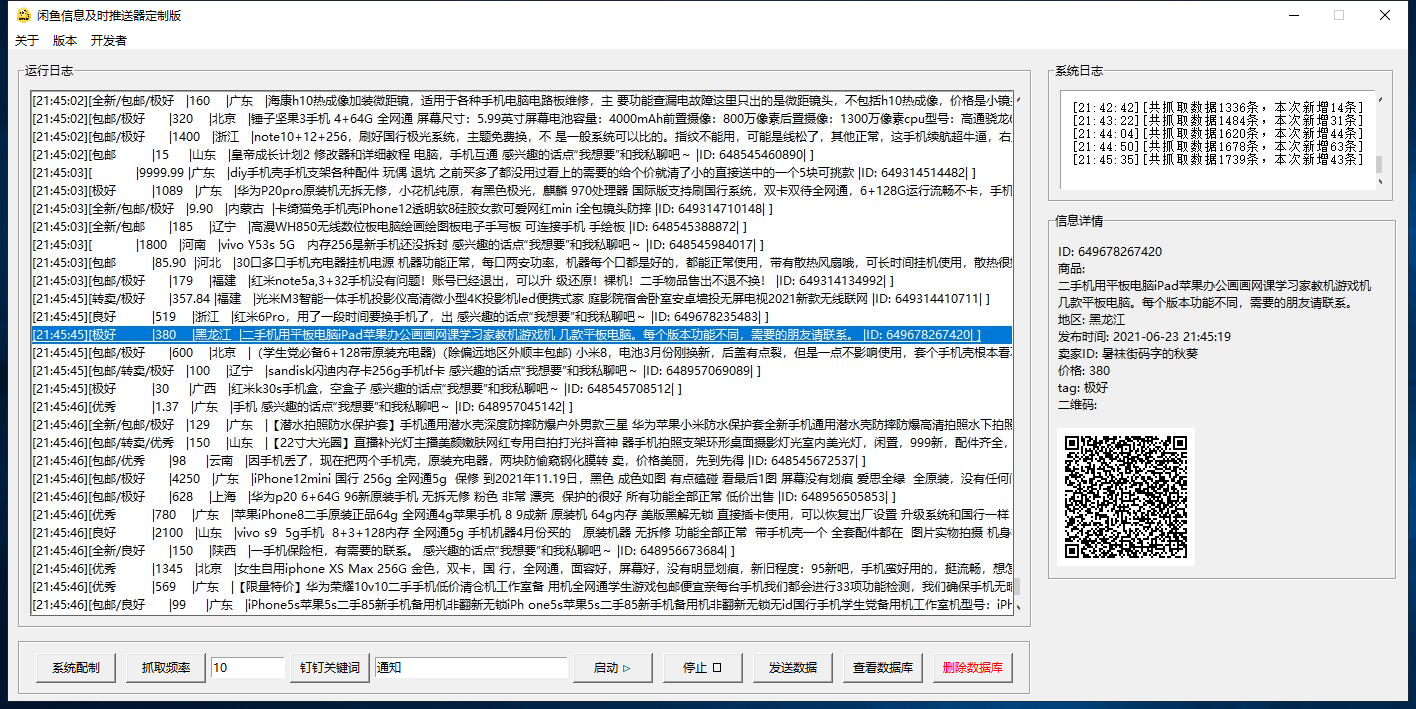 闲鱼信息及时推送器定制版
关于 版本 开发者
运行日志
[21:45:02][全新/包邮/极好 |160 |广东 |海康h10热成像加装微距镜，适用于各种手机电脑电路板维修，主 要功能查漏电故障这里只出的是微距镜头，不包括h10热成像，价格是小镜
[21:45:02][包邮/极好 |320 |北京 |锤子坚果3手机 4+64G 全网通 屏幕尺寸：5.99英寸屏幕电池容量：4000mAh前置摄像：800万像素后置摄像：1300万像素cpu型号：高通骁龙6
[21:45:02][包邮/极好 |1400 |浙江 |note10+12+256，刷好国行极光系统，主题免费换，不 是一般系统可以比的。指纹不能用，可能是线松了，其他正常，这手机续航超牛逼，右
[21:45:02][包邮 |15 |山东 |皇帝成长计划2 修改器和详细教程 电脑，手机互通 感兴趣的话点“我想要”和我私聊吧～ |ID: 648545460890| ]
[21:45:03][ |9999.99 |广东 |diy手机壳手机支架各种配件 玩偶 退坑 之前买多了都没用过看上的需要的给个价就清了小的直接送中的一个5块可挑款 |ID: 649314514482| ]
[21:45:03][极好 |1089 |广东 |华为P20pro原装机无拆无修，小花机纯原，有黑色极光，麒麟 970处理器 国际版支持刷国行系统，双卡双待全网通，6+128G运行流畅不卡，手机
[21:45:03][全新/包邮/极好 |9.90 |内蒙古 |卡绮猫兔手机壳iPhone12透明软8硅胶女款可爱网红min i全包镜头防摔 |ID: 649314710148| ]
[21:45:03][全新/包邮 |185 |辽宁 |高漫WH850无线数位板电脑绘画绘图板电子手写板 可连接手机 手绘板 |ID: 648545388872| ]
[21:45:03][ |1800 |河南 |vivo Y53s 5G 内存256是新手机还没拆封 感兴趣的话点“我想要”和我私聊吧～ |ID: 648545984017| ]
[21:45:03][包邮 |85.90 |河北 |30口多口手机充电器挂机电源 机器功能正常，每口两安功率，机器每个口都是好的，都能正常使用，带有散热风扇哦，可长时间挂机使用，散热很
[21:45:03][包邮/极好 |179 |福建 |红米note5a,3+32手机没有问题！账号已经退出，可以升 级还原！裸机！二手物品售出不退不换！ |ID: 649314134992| ]
[21:45:45][转卖/极好 |357.84 |福建 |光米M3智能一体手机投影仪高清微小型4K投影机led便携式家 庭影院宿舍卧室安卓墙投无屏电视2021新款无线联网 |ID: 649314410711| ]
[21:45:45][良好 |519 |浙江 |红米6Pro，用了一段时间要换手机了，出 感兴趣的话点“我想要”和我私聊吧～ |ID: 649678235483| ]
[21:45:45][极好 |380 |黑龙江 |二手机用平板电脑iPad苹果办公画画网课学习家教机游戏机 几款平板电脑。每个版本功能不同，需要的朋友请联系。 |ID: 649678267420| ]
[21:45:45][包邮/极好 |600 |北京 |（学生党必备6+128带原装充电器）(除偏远地区外顺丰包邮) 小米8，电池3月份刚换新，后盖有点裂，但是一点不影响使用，套个手机壳根本看
[21:45:45][包邮/转卖/极好 |100 |辽宁 |sandisk闪迪内存卡256g手机tf卡 感兴趣的话点“我想要”和我私聊吧～ |ID: 648957069089| ]
[21:45:45][极好 |30 |广西 |红米k30s手机盒，空盒子 感兴趣的话点“我想要”和我私聊吧～ |ID: 648545708512| ]
[21:45:46][优秀 |1.37 |广东 |手机 感兴趣的话点“我想要”和我私聊吧～ |ID: 648957045142| ]
[21:45:46][全新/包邮/极好 |129 |广东 |【潜水拍照防水保护套】手机通用潜水壳深度防摔防爆户外男款三星 华为苹果小米防水保护套全新手机通用潜水壳防摔防爆高清拍照水下拍照
[21:45:46][包邮/转卖/优秀 |150 |山东 |【22寸大光圈】直播补光灯主播美颜嫩肤网红专用自拍打光抖音神 器手机拍照支架环形桌面摄影灯光室内美光灯，闲置，999新，配件齐全，
[21:45:46][包邮/优秀 |98 |云南 |因手机丢了，现在把两个手机壳，原装充电器，两块防偷窥钢化膜转 卖，价格美丽，先到先得 |ID: 648545672537| ]
[21:45:46][包邮/极好 |4250 |广东 |iPhone12mini 国行 256g 全网通5g 保修 到2021年11.19日，黑色 成色如图 有点磕碰 看最后1图 屏幕没有划痕 爱思全绿 全原装，没有任何
[21:45:46][包邮/极好 |628 |上海 |华为p20 6+64G 96新原装手机 无拆无修 粉色 非常 漂亮 保护的很好 所有功能全部正常 低价出售 |ID: 648956505853| ]
[21:45:46][优秀 |780 |广东 |苹果iPhone8二手原装正品64g 全网通4g苹果手机 8 9成新 原装机 64g内存 美版黑解无锁 直接插卡使用，可以恢复出厂设置 升级系统和国行一样
[21:45:46][良好 |2100 |山东 |vivo s9 5g手机 8+3+128内存 全网通5g 手机机器4月份买的 原装机器 无拆修 功能全部正常 带手机壳一个 全套配件都在 图片实物拍摄 机身
[21:45:46][全新/良好 |150 |陕西 |一手机保险柜，有需要的联系。 感兴趣的话点“我想要”和我私聊吧～ |ID: 648956673684| ]
[21:45:46][优秀 |1345 |北京 |女生自用iphone XS Max 256G 金色，双卡，国 行，全网通，面容好，屏幕好，没有明显划痕，新旧程度：95新吧，手机蛮好用的，挺流畅，想怎
[21:45:46][优秀 |569 |广东 |【限量特价】华为荣耀10v10二手手机低价清仓机工作室备 用机全网通学生游戏包邮便宜亲每台手机我们都会进行33项功能检测，我们确保手机无暗
[21:45:46][包邮/良好 |99 |广东 |iPhone5s苹果5s二手85新手机备用机非翻新无锁iPh one5s苹果5s二手85新手机备用机非翻新无锁无id国行手机学生党备用机工作室机型号：iPh
系统配制 抓取频率 10 钉钉关键词 通知 启动 ▷ 停止 □ 发送数据 查看数据库 删除数据库
系统日志
[21:42:42][共抓取数据1336条，本次新增14条]
[21:43:22][共抓取数据1484条，本次新增31条]
[21:44:04][共抓取数据1620条，本次新增44条]
[21:44:50][共抓取数据1678条，本次新增63条]
[21:45:35][共抓取数据1739条，本次新增43条]
信息详情
ID: 649678267420
商品:
二手机用平板电脑iPad苹果办公画画网课学习家教机游戏机
几款平板电脑。每个版本功能不同，需要的朋友请联系。
地区: 黑龙江
发布时间: 2021-06-23 21:45:19
卖家ID: 暑袜街码字的秋葵
价格: 380
tag: 极好
二维码: